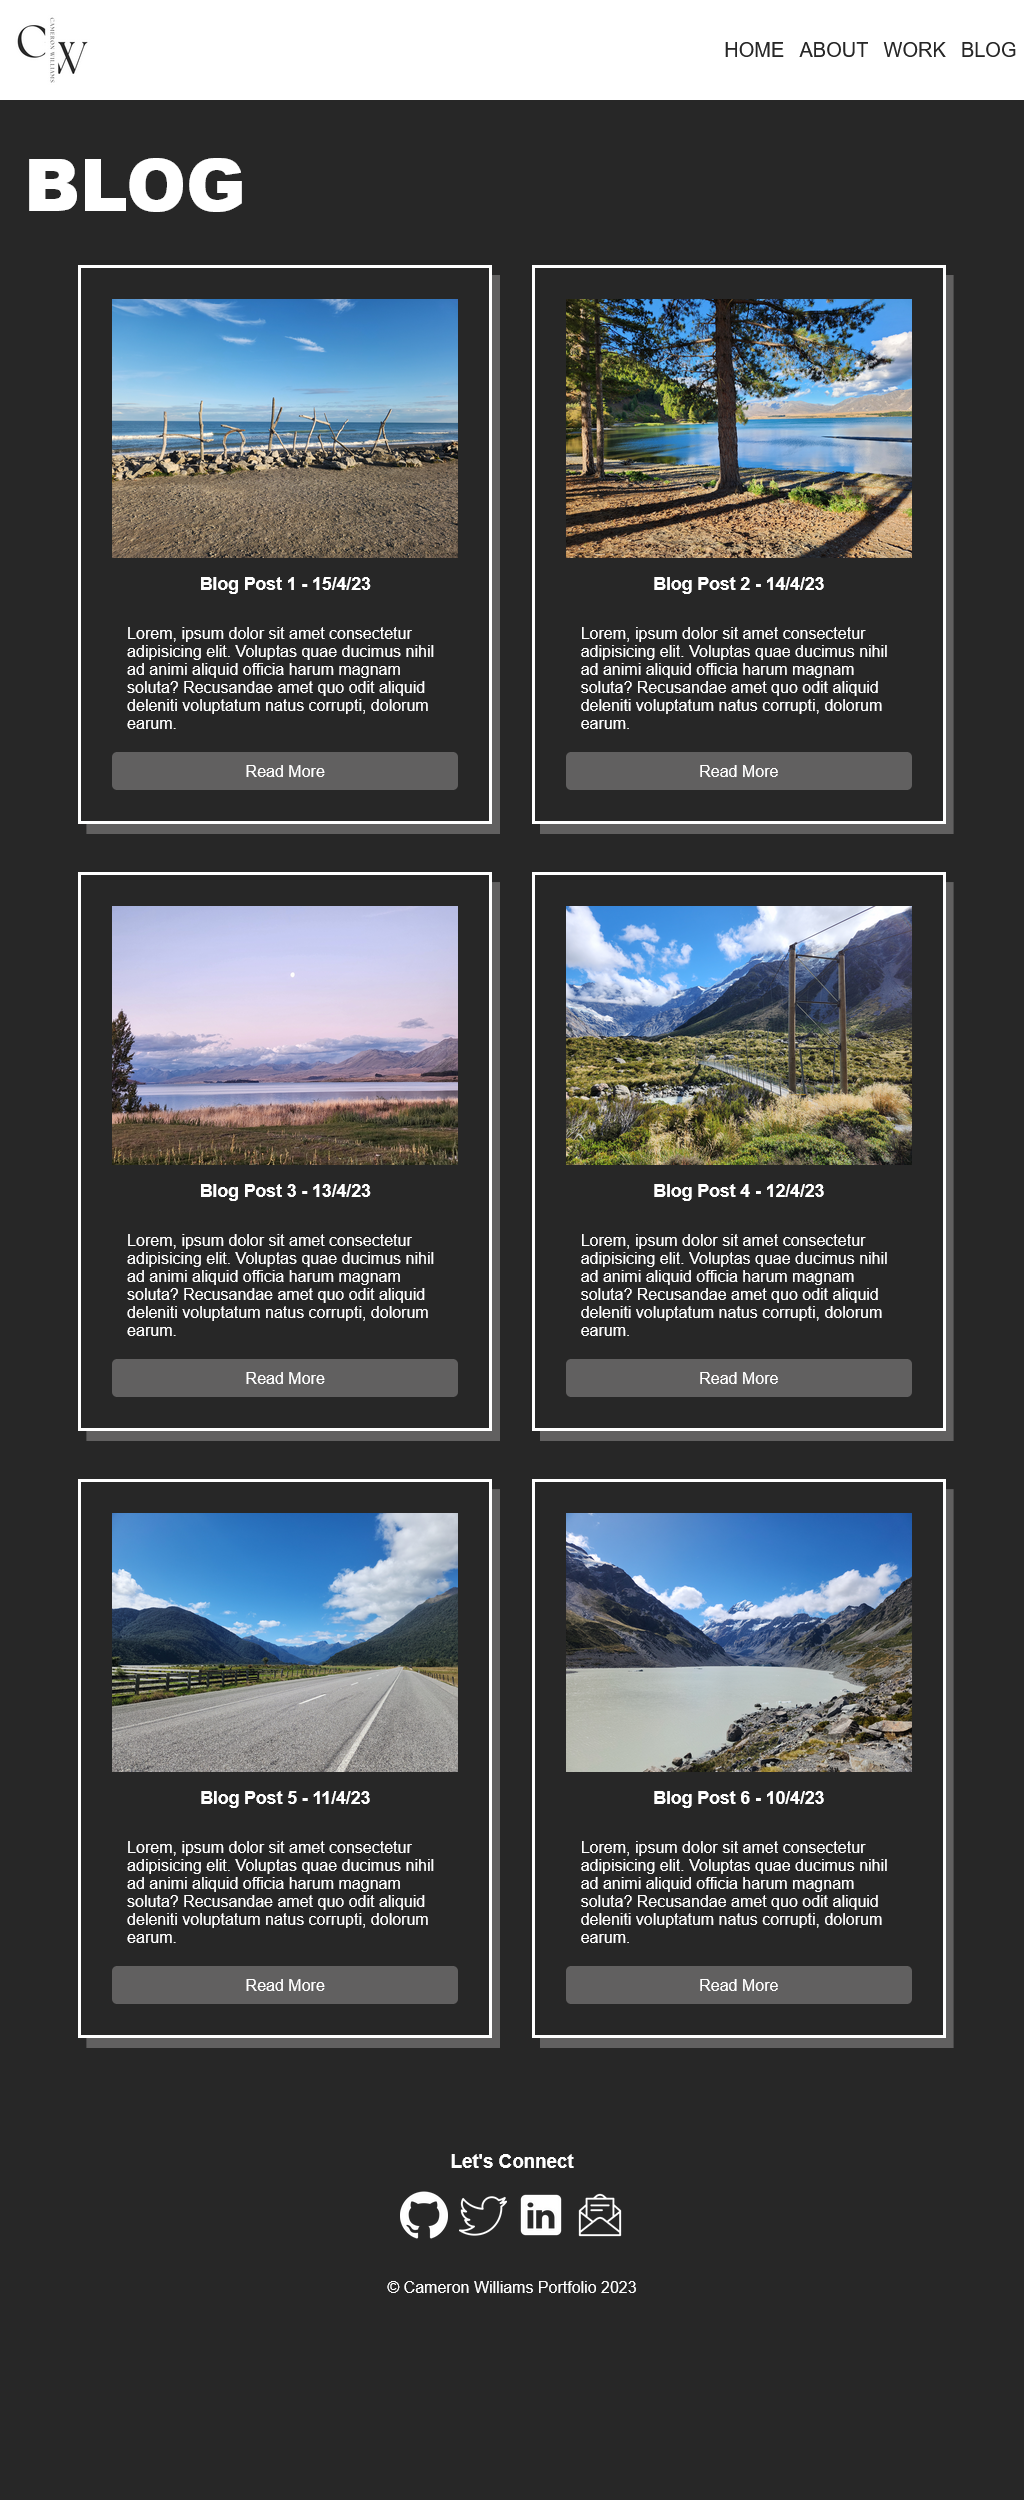 C
CAMERON WILLIAMS
W
HOME ABOUT WORK BLOG
BLOG
HOKITIKA
Blog Post 1 - 15/4/23
Lorem, ipsum dolor sit amet consectetur
adipisicing elit. Voluptas quae ducimus nihil
ad animi aliquid officia harum magnam
soluta? Recusandae amet quo odit aliquid
deleniti voluptatum natus corrupti, dolorum
earum.
Read More
Blog Post 2 - 14/4/23
Lorem, ipsum dolor sit amet consectetur
adipisicing elit. Voluptas quae ducimus nihil
ad animi aliquid officia harum magnam
soluta? Recusandae amet quo odit aliquid
deleniti voluptatum natus corrupti, dolorum
earum.
Read More
Blog Post 3 - 13/4/23
Lorem, ipsum dolor sit amet consectetur
adipisicing elit. Voluptas quae ducimus nihil
ad animi aliquid officia harum magnam
soluta? Recusandae amet quo odit aliquid
deleniti voluptatum natus corrupti, dolorum
earum.
Read More
Blog Post 4 - 12/4/23
Lorem, ipsum dolor sit amet consectetur
adipisicing elit. Voluptas quae ducimus nihil
ad animi aliquid officia harum magnam
soluta? Recusandae amet quo odit aliquid
deleniti voluptatum natus corrupti, dolorum
earum.
Read More
Blog Post 5 - 11/4/23
Lorem, ipsum dolor sit amet consectetur
adipisicing elit. Voluptas quae ducimus nihil
ad animi aliquid officia harum magnam
soluta? Recusandae amet quo odit aliquid
deleniti voluptatum natus corrupti, dolorum
earum.
Read More
Blog Post 6 - 10/4/23
Lorem, ipsum dolor sit amet consectetur
adipisicing elit. Voluptas quae ducimus nihil
ad animi aliquid officia harum magnam
soluta? Recusandae amet quo odit aliquid
deleniti voluptatum natus corrupti, dolorum
earum.
Read More
Let's Connect
in
© Cameron Williams Portfolio 2023